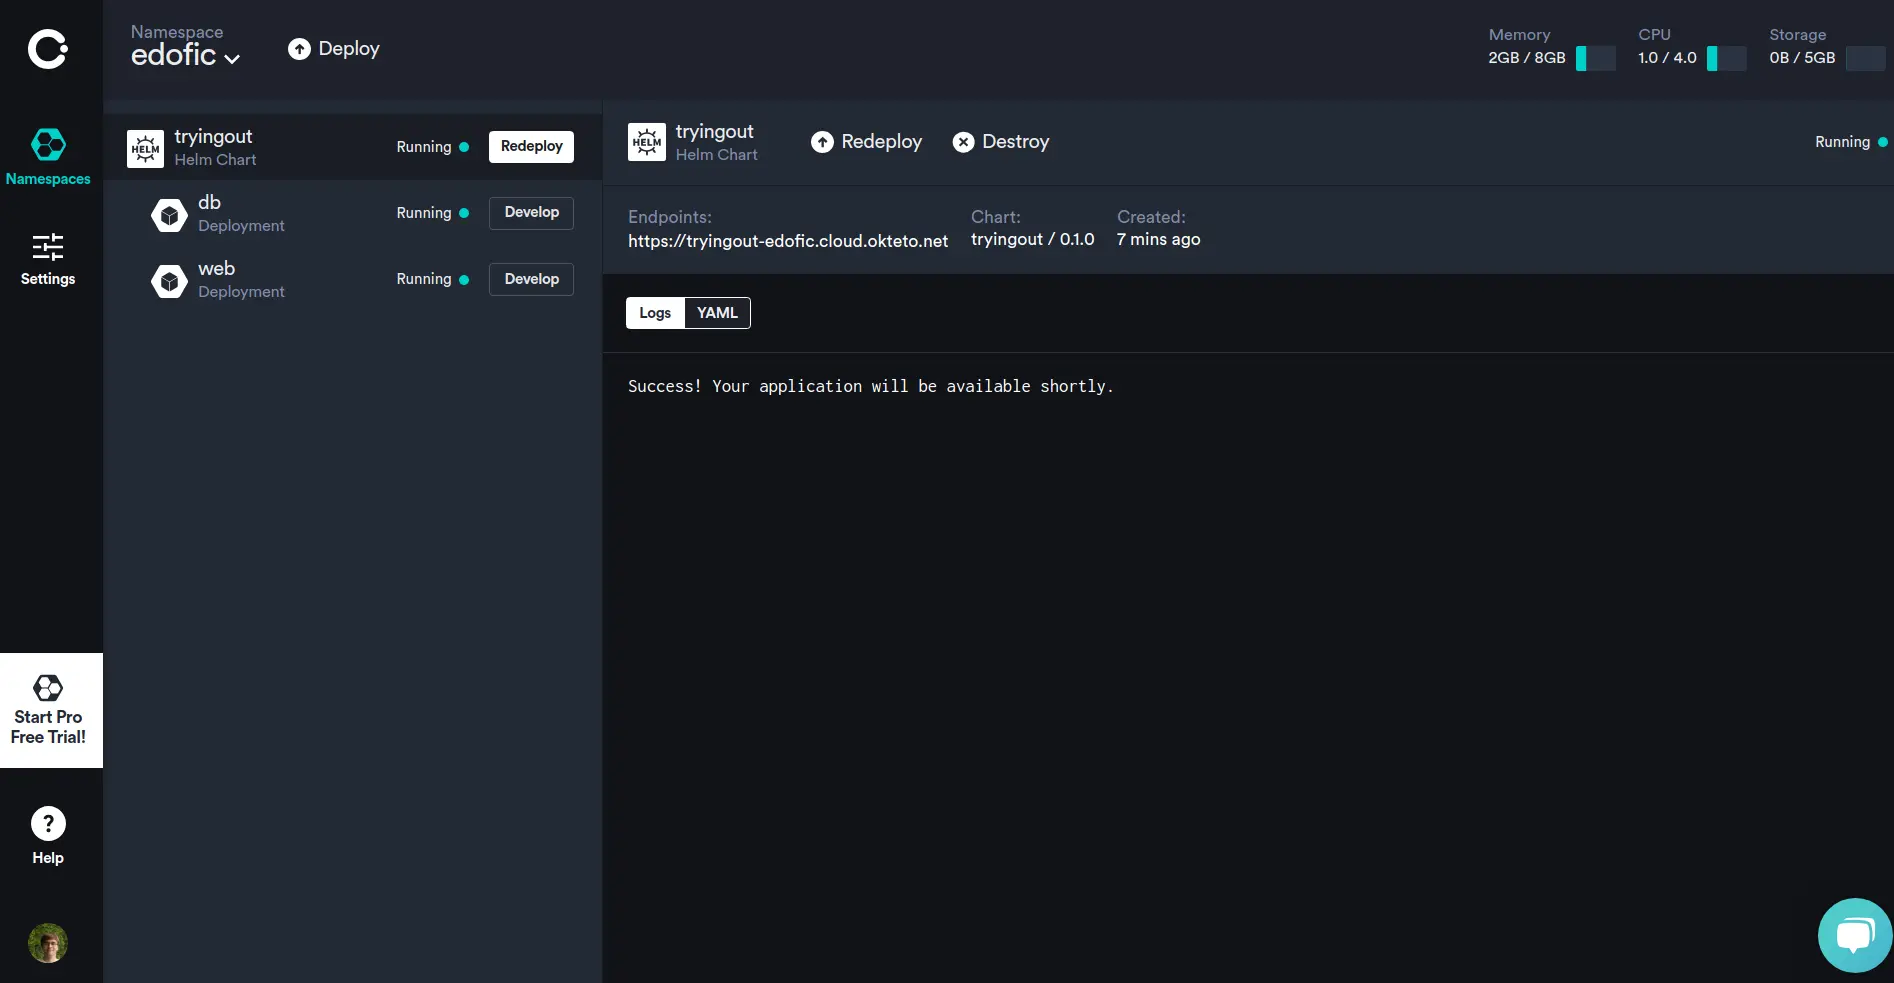 Namespace
edofic
Deploy
Memory
2GB / 8GB
CPU
1.0 / 4.0
Storage
0B / 5GB
Namespaces
Settings
Start Pro
Free Trial!
?
Help
HELM
tryingout
Helm Chart
Running
Redeploy
db
Deployment
Running
Develop
web
Deployment
Running
Develop
HELM
tryingout
Helm Chart
Redeploy
Destroy
Running
Endpoints:
https://tryingout-edofic.cloud.okteto.net
Chart:
tryingout / 0.1.0
Created:
7 mins ago
Logs
YAML
Success! Your application will be available shortly.